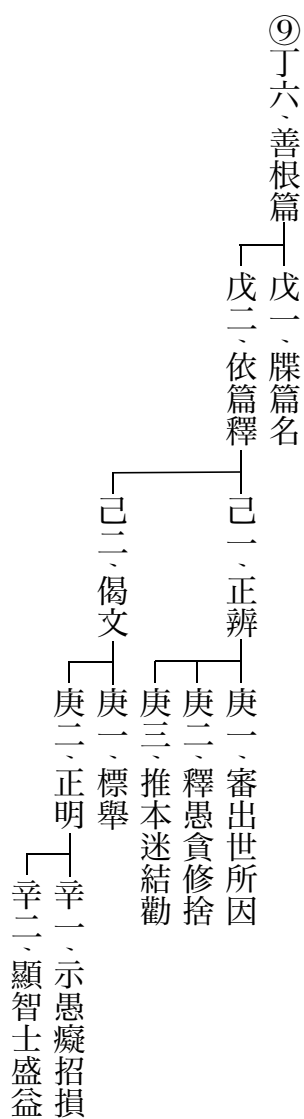 ⑨丁六、善根篇
戊一、牒篇名
戊二、依篇釋
己一、正辨
庚一、審出世所因
庚二、釋愚貪修捨
庚三、推本迷結勸
己二、偈文
庚一、標舉
庚二、正明
辛一、示愚癡招損
辛二、顯智士盛益